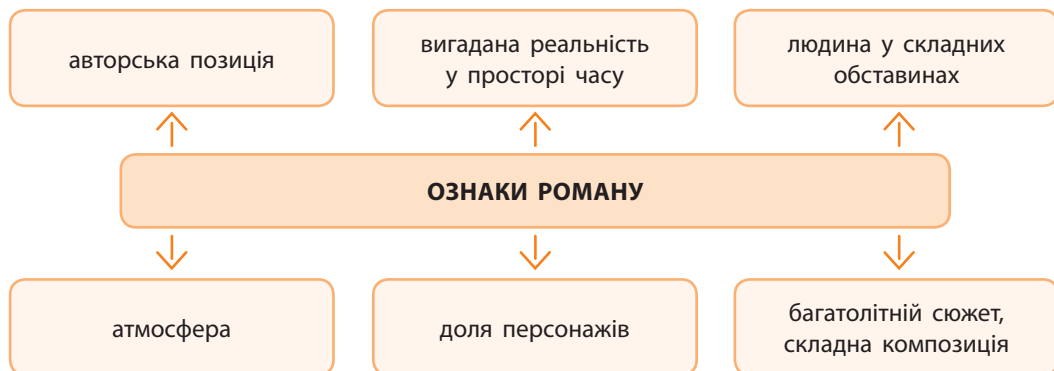 авторська позиція
вигадана реальність
у просторі часу
людина у складних
обставинах
ОЗНАКИ РОМАНУ
атмосфера
доля персонажів
багатолітній сюжет,
складна композиція